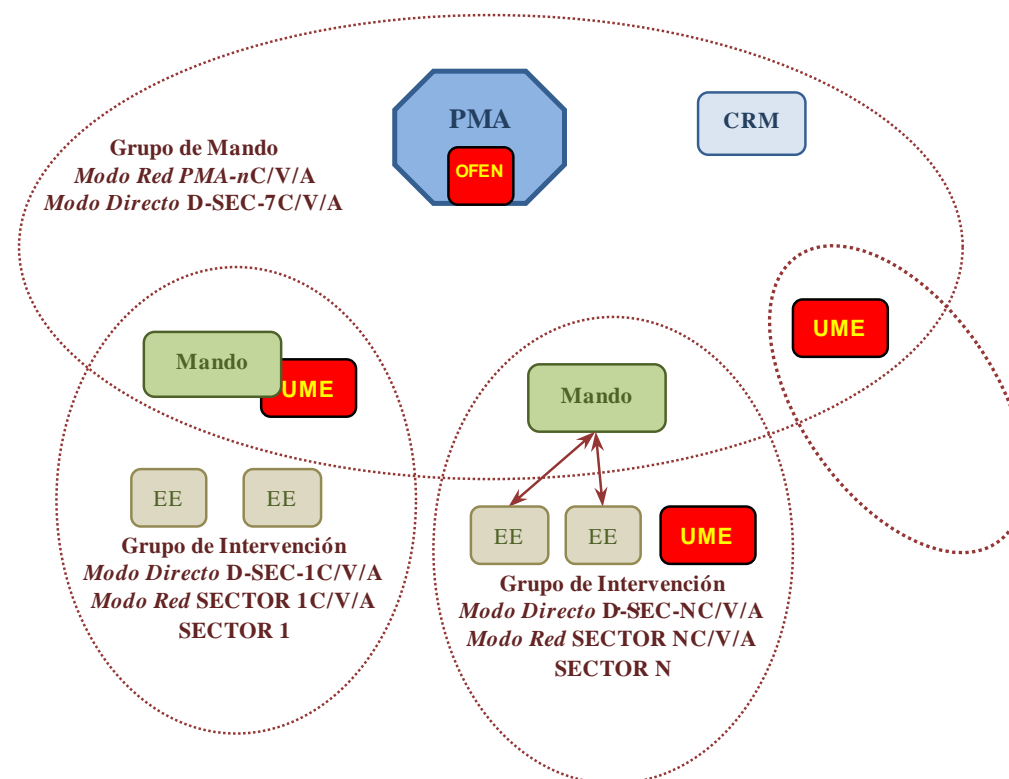 PMA
OFEN
CRM
Grupo de Mando
Modo Red PMA-nC/V/A
Modo Directo D-SEC-7C/V/A
UME
Mando
UME
Mando
EE
EE
Grupo de Intervención
Modo Directo D-SEC-1C/V/A
Modo Red SECTOR 1C/V/A
SECTOR 1
EE
EE
UME
Grupo de Intervención
Modo Directo D-SEC-NC/V/A
Modo Red SECTOR NC/V/A
SECTOR N